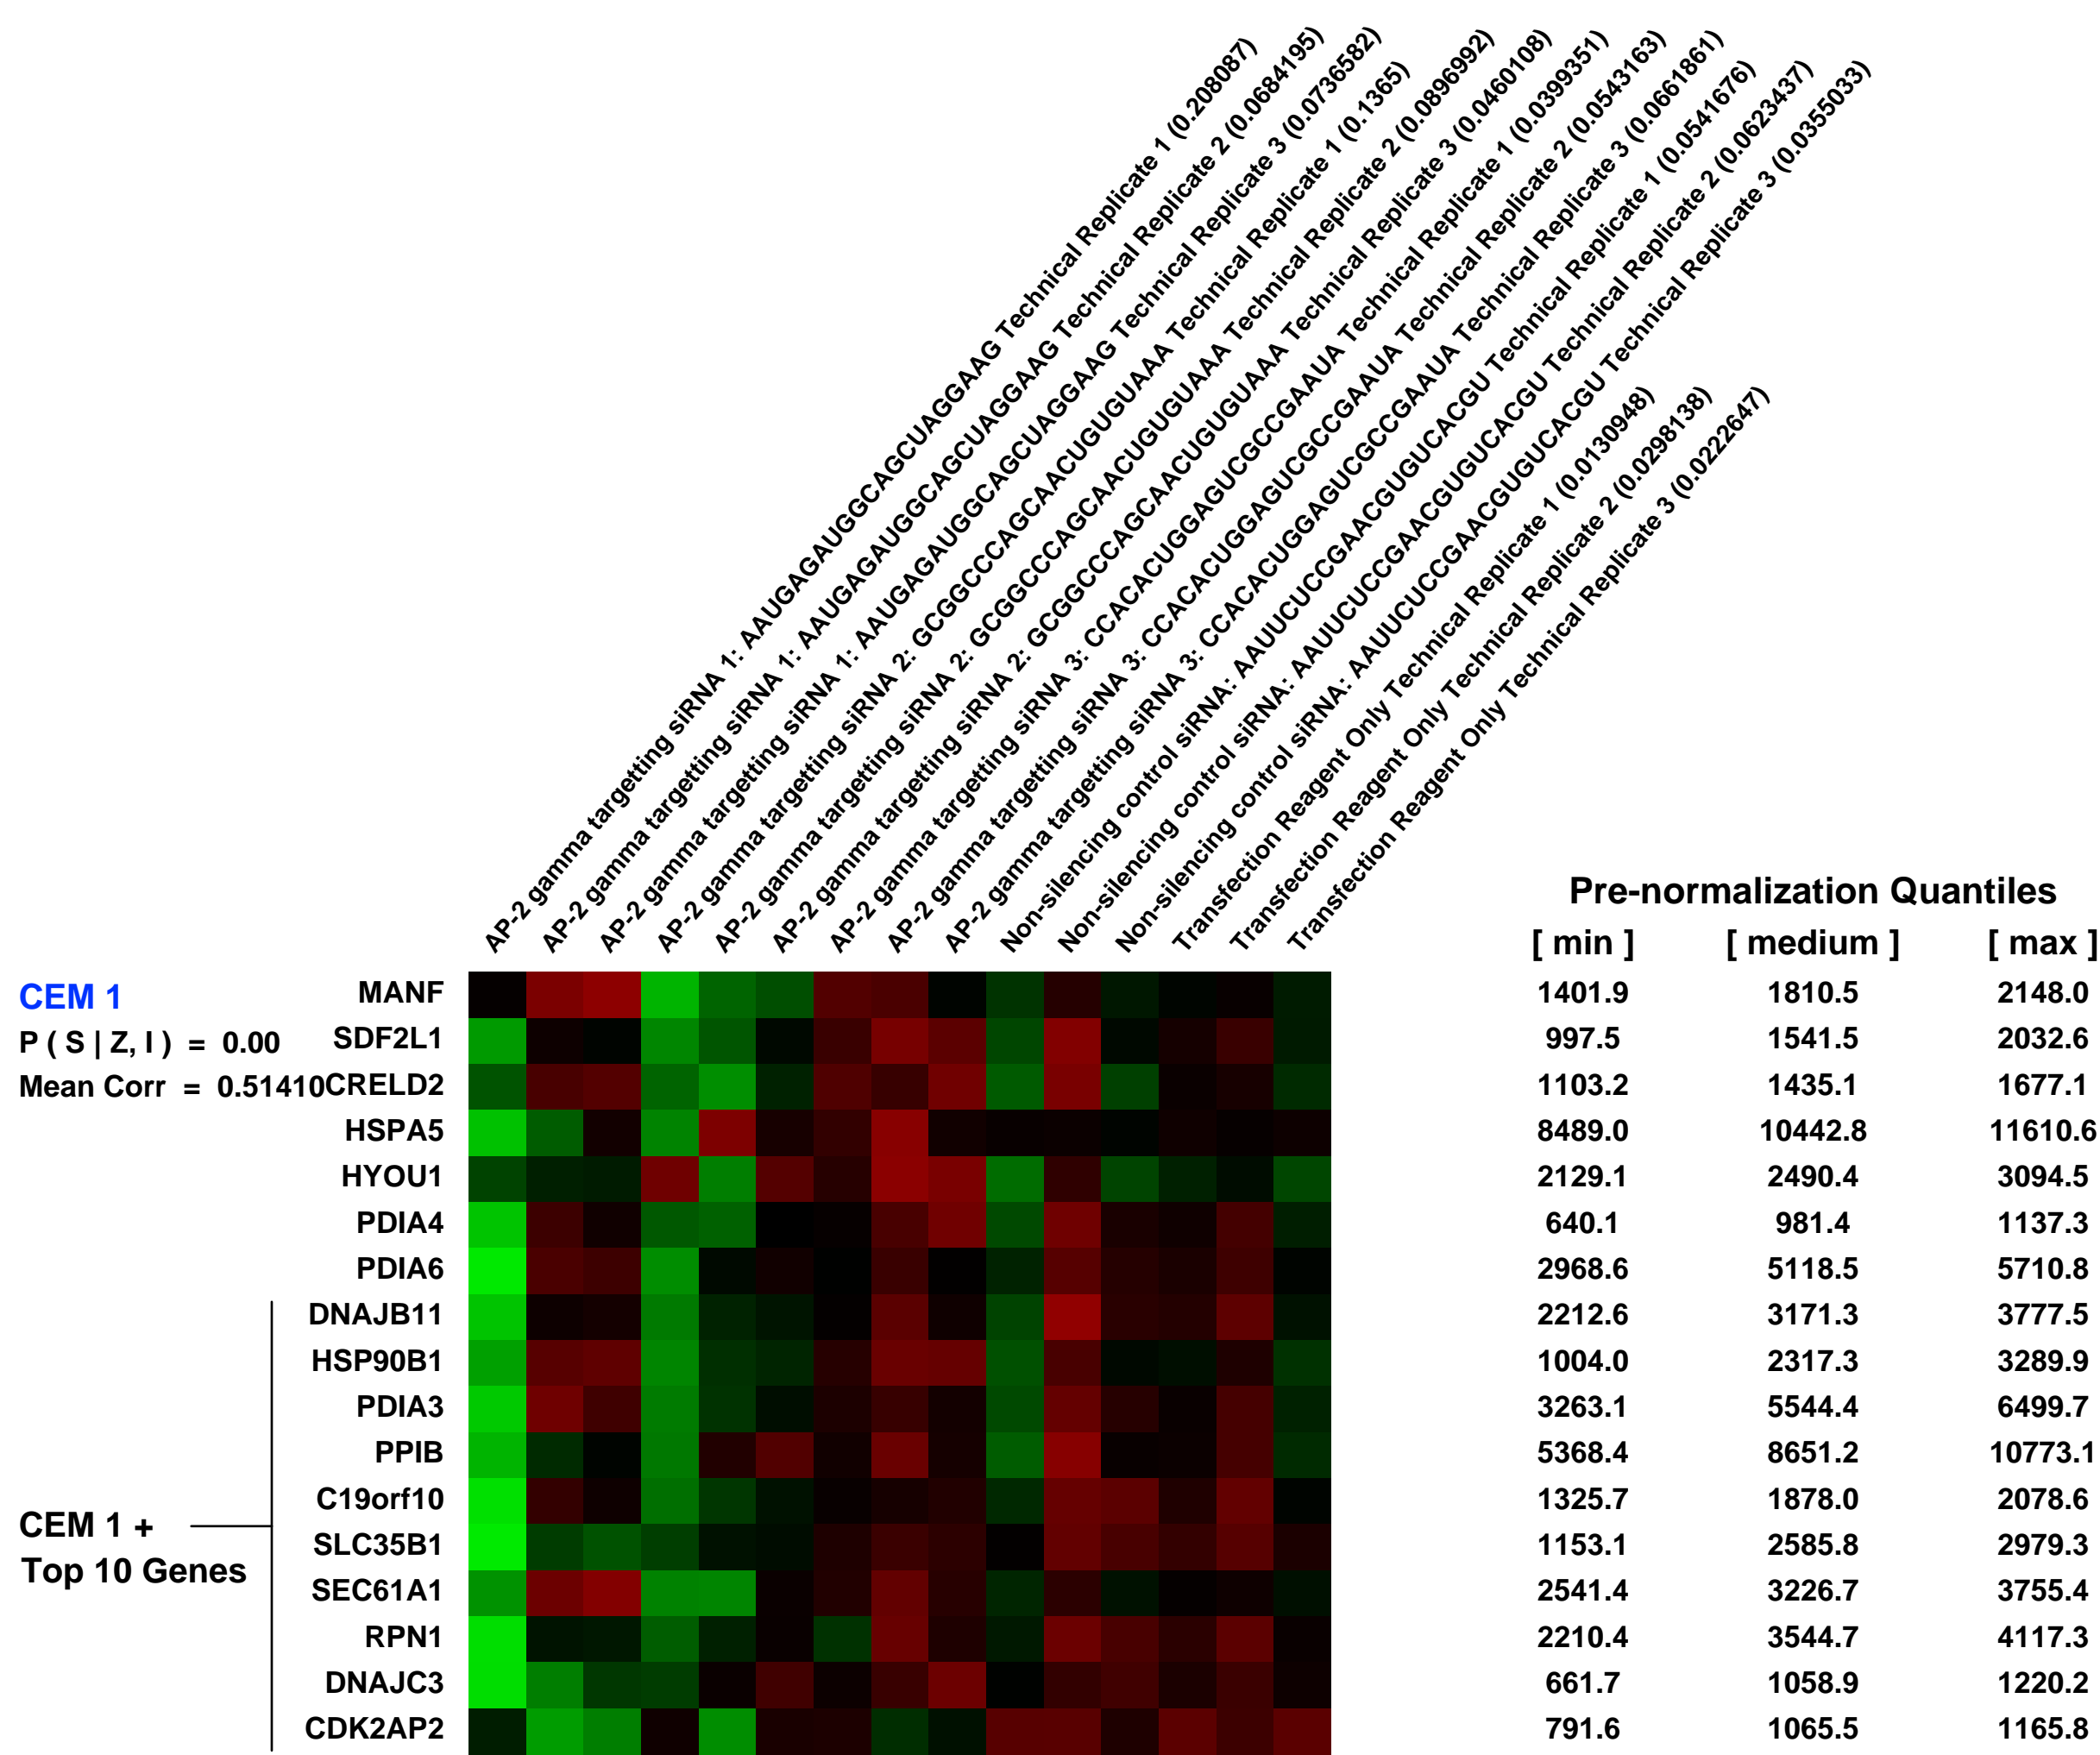 AP-2 gamma targetting siRNA 1: AAUGAGAUGGCAGCUAGGAAG Technical Replicate 1 (0.208087)
AP-2 gamma targetting siRNA 1: AAUGAGAUGGCAGCUAGGAAG Technical Replicate 2 (0.0684195)
AP-2 gamma targetting siRNA 1: AAUGAGAUGGCAGCUAGGAAG Technical Replicate 3 (0.0736582)
AP-2 gamma targetting siRNA 2: GCGGCCCAGCAACUGUGUAAA Technical Replicate 1 (0.1365)
AP-2 gamma targetting siRNA 2: GCGGCCCAGCAACUGUGUAAA Technical Replicate 2 (0.0896992)
AP-2 gamma targetting siRNA 2: GCGGCCCAGCAACUGUGUAAA Technical Replicate 3 (0.0460108)
AP-2 gamma targetting siRNA 3: CCACACUGGAGUCGCCGAAUA Technical Replicate 1 (0.0399351)
AP-2 gamma targetting siRNA 3: CCACACUGGAGUCGCCGAAUA Technical Replicate 2 (0.0543163)
AP-2 gamma targetting siRNA 3: CCACACUGGAGUCGCCGAAUA Technical Replicate 3 (0.0661861)
Non-silencing control siRNA: AAUUCUCCGAACGUGUCACGU Technical Replicate 1 (0.0541676)
Non-silencing control siRNA: AAUUCUCCGAACGUGUCACGU Technical Replicate 2 (0.0623437)
Non-silencing control siRNA: AAUUCUCCGAACGUGUCACGU Technical Replicate 3 (0.0355033)
Transfection Reagent Only Technical Replicate 1 (0.0130948)
Transfection Reagent Only Technical Replicate 2 (0.0298138)
Transfection Reagent Only Technical Replicate 3 (0.0222647)
Pre-normalization Quantiles
[ min ] [ medium ] [ max ]
CEM 1 MANF 1401.9 1810.5 2148.0
P ( S | Z, I ) = 0.00 SDF2L1 997.5 1541.5 2032.6
Mean Corr = 0.51410 CRELD2 1103.2 1435.1 1677.1
HSPA5 8489.0 10442.8 11610.6
HYOU1 2129.1 2490.4 3094.5
PDIA4 640.1 981.4 1137.3
PDIA6 2968.6 5118.5 5710.8
DNAJB11 2212.6 3171.3 3777.5
HSP90B1 1004.0 2317.3 3289.9
PDIA3 3263.1 5544.4 6499.7
PPIB 5368.4 8651.2 10773.1
C19orf10 1325.7 1878.0 2078.6
CEM 1 +
SLC35B1 1153.1 2585.8 2979.3
Top 10 Genes
SEC61A1 2541.4 3226.7 3755.4
RPN1 2210.4 3544.7 4117.3
DNAJC3 661.7 1058.9 1220.2
CDK2AP2 791.6 1065.5 1165.8